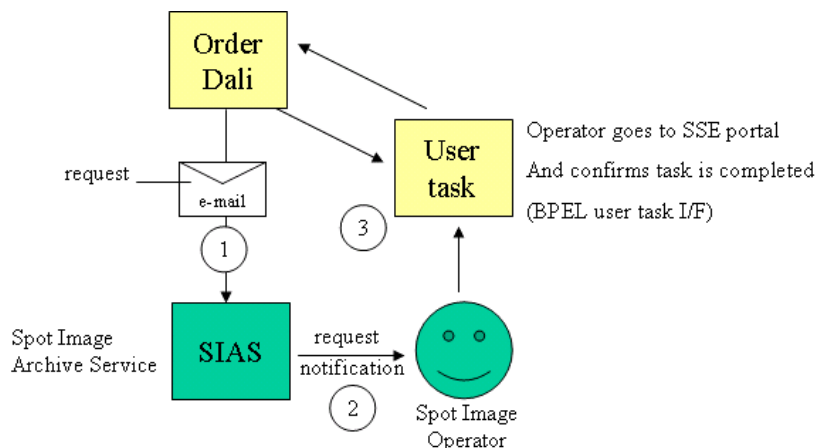 Order
Dali
request
e-mail
1
User
task
3
Operator goes to SSE portal
And confirms task is completed
(BPEL user task I/F)
Spot Image
Archive Service
SIAS
request
notification
2
Spot Image
Operator